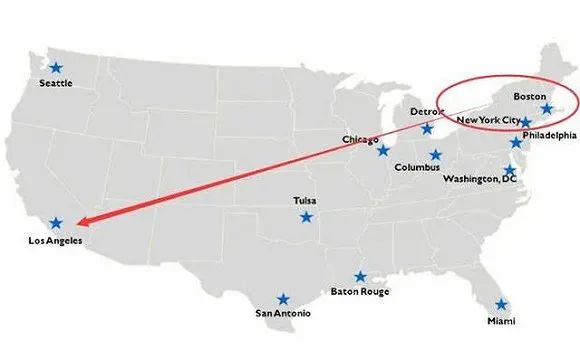 Seattle
Boston
Detroit
New York City
Chicago
Philadelphia
Columbus
Washington, DC
Tulsa
Los Angeles
Baton Rouge
San Antonio
Miami